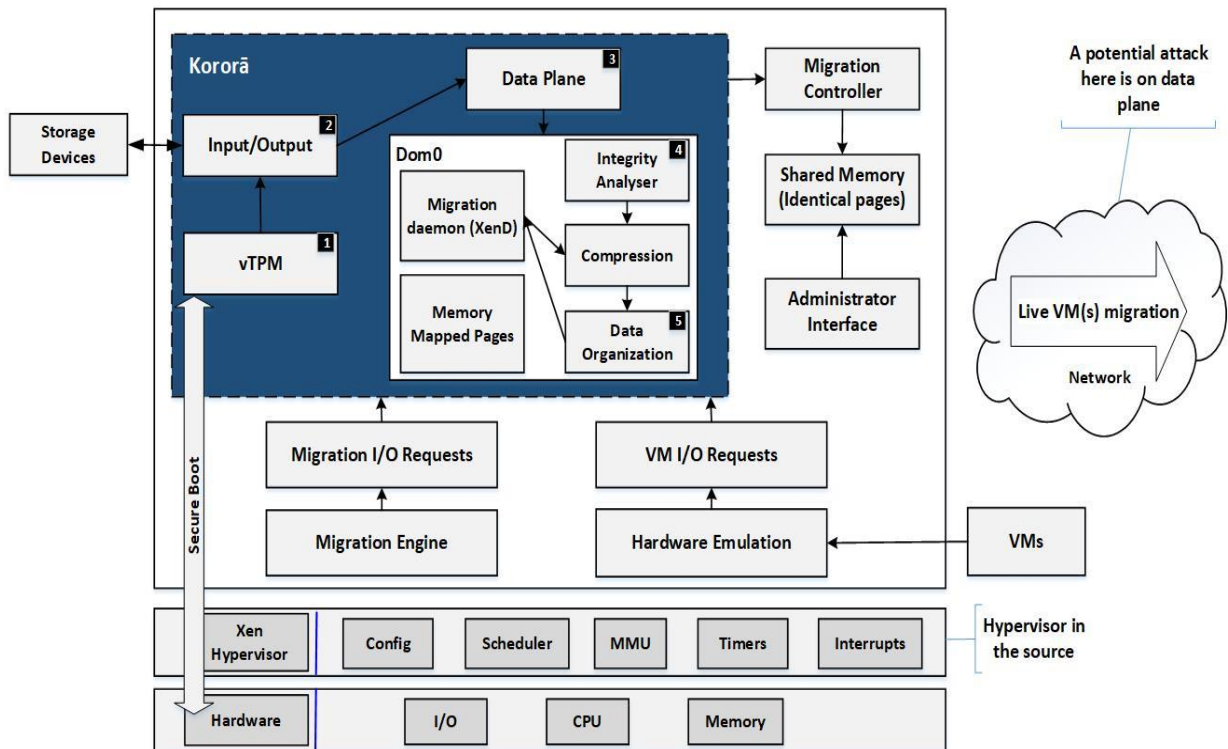 Kororā
Data Plane
3
Migration
Controller
A potential attack
here is on data
plane
Storage
Devices
Input/Output
2
Dom0
Integrity
Analyser
4
Shared Memory
(Identical pages)
Migration
daemon (XenD)
vTPM
1
Compression
Memory
Mapped Pages
Data
Organization
5
Administrator
Interface
Live VM(s) migration
Network
Migration I/O Requests
VM I/O Requests
Secure Boot
Migration Engine
Hardware Emulation
VMs
Xen
Hypervisor
Config
Scheduler
MMU
Timers
Interrupts
Hypervisor in
the source
Hardware
I/O
CPU
Memory